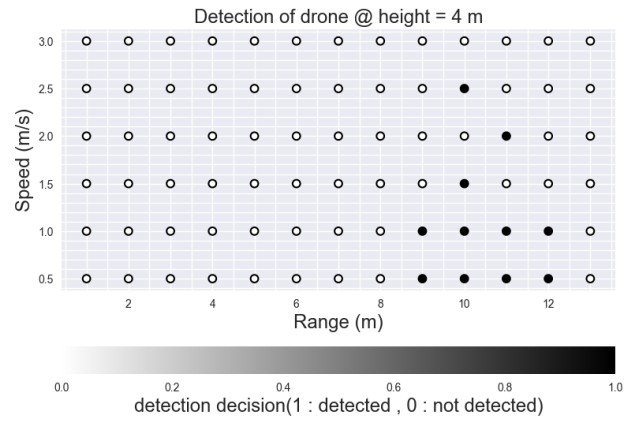 Detection of drone @ height = 4 m
3.0
2.5
2.0
1.5
1.0
0.5
Speed (m/s)
2 4 6 8 10 12
Range (m)
0.0 0.2 0.4 0.6 0.8 1.0
detection decision(1 : detected , 0 : not detected)